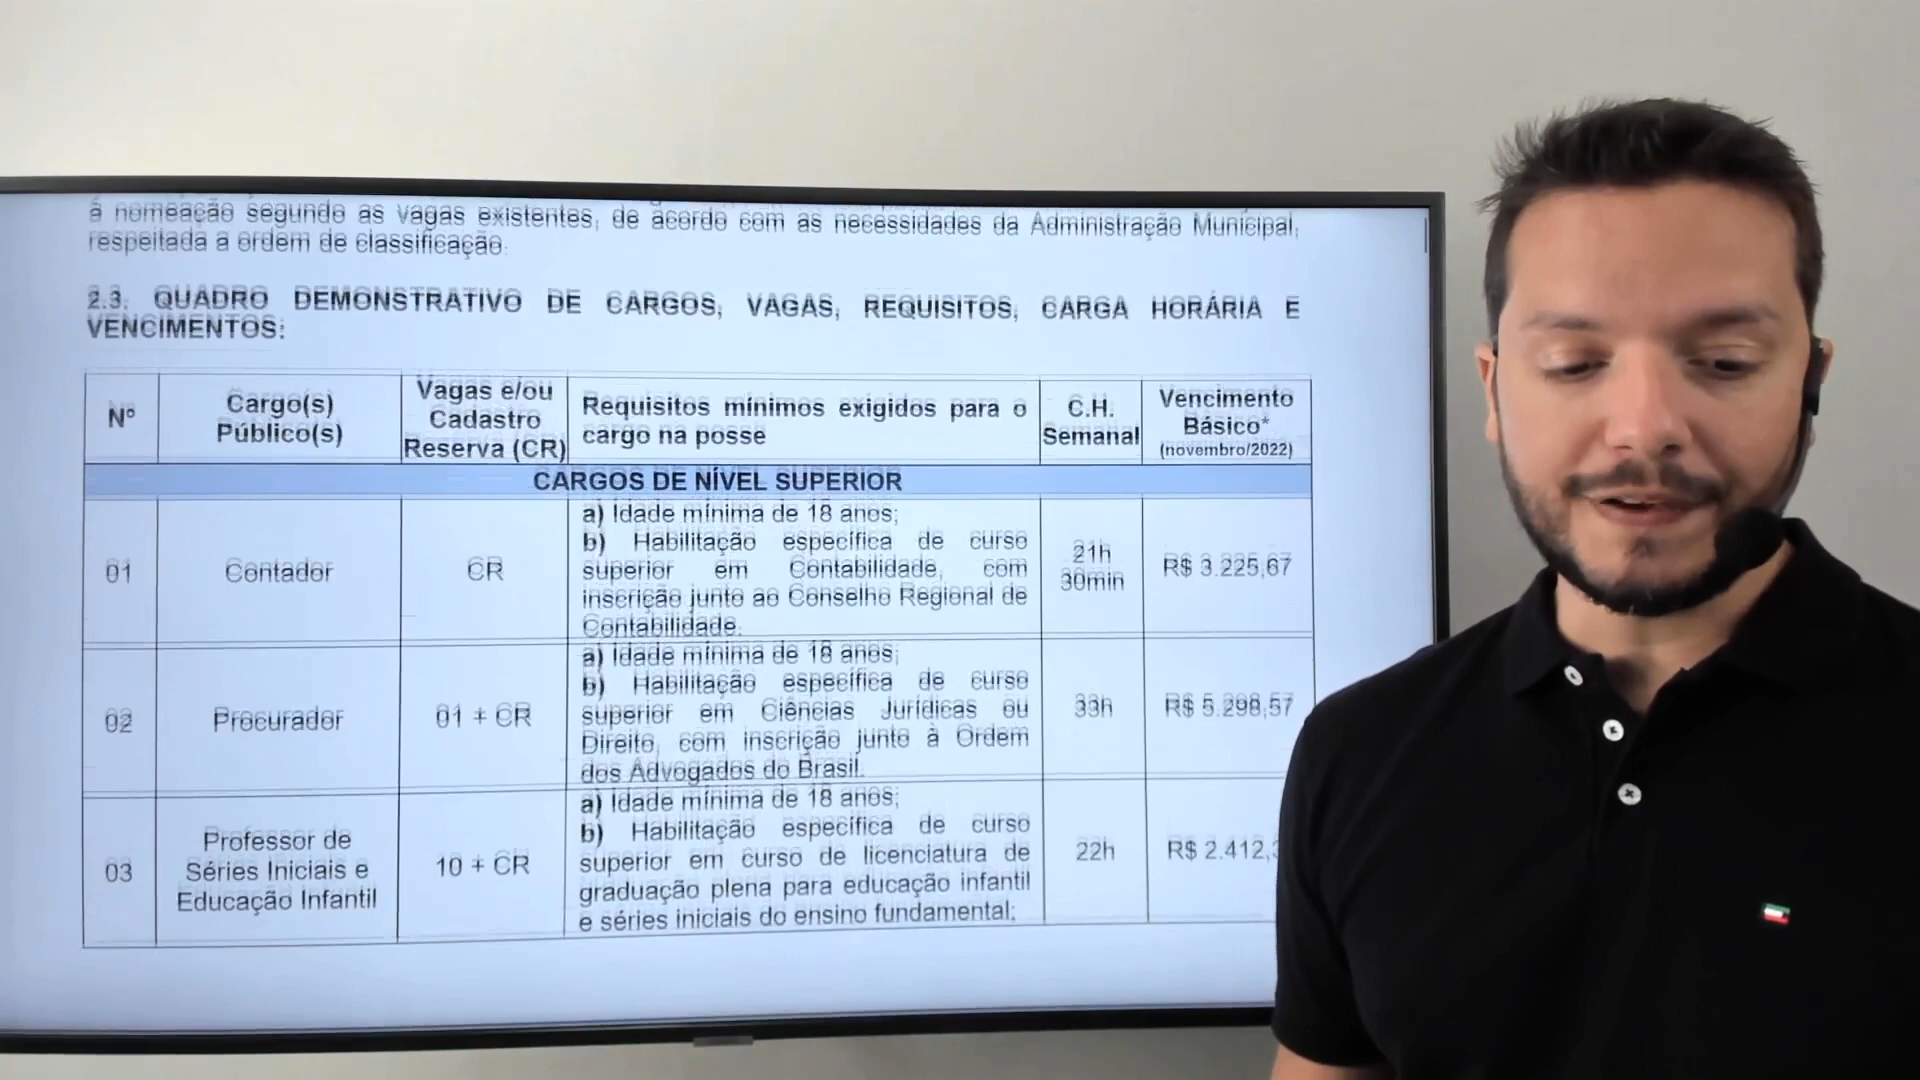 à nomeação segundo as vagas existentes, de acordo com as necessidades da Administração Municipal,
respeitada a ordem de classificação.
2.3. QUADRO DEMONSTRATIVO DE CARGOS, VAGAS, REQUISITOS, CARGA HORÁRIA E
VENCIMENTOS:
Nº
Cargo(s)
Público(s)
Vagas e/ou
Cadastro
Reserva (CR)
Requisitos mínimos exigidos para o
cargo na posse
C.H.
Semanal
Vencimento
Básico*
(novembro/2022)
CARGOS DE NÍVEL SUPERIOR
01
Contador
CR
a) Idade mínima de 18 anos;
b) Habilitação específica de curso
superior em Contabilidade, com
inscrição junto ao Conselho Regional de
Contabilidade.
21h
30min
R$ 3.225,67
02
Procurador
01 + CR
a) Idade mínima de 18 anos;
b) Habilitação específica de curso
superior em Ciências Jurídicas ou
Direito, com inscrição junto à Ordem
dos Advogados do Brasil.
33h
R$ 5.298,57
03
Professor de
Séries Iniciais e
Educação Infantil
10 + CR
a) Idade mínima de 18 anos;
b) Habilitação específica de curso
superior em curso de licenciatura de
graduação plena para educação infantil
e séries iniciais do ensino fundamental;
22h
R$ 2.412,